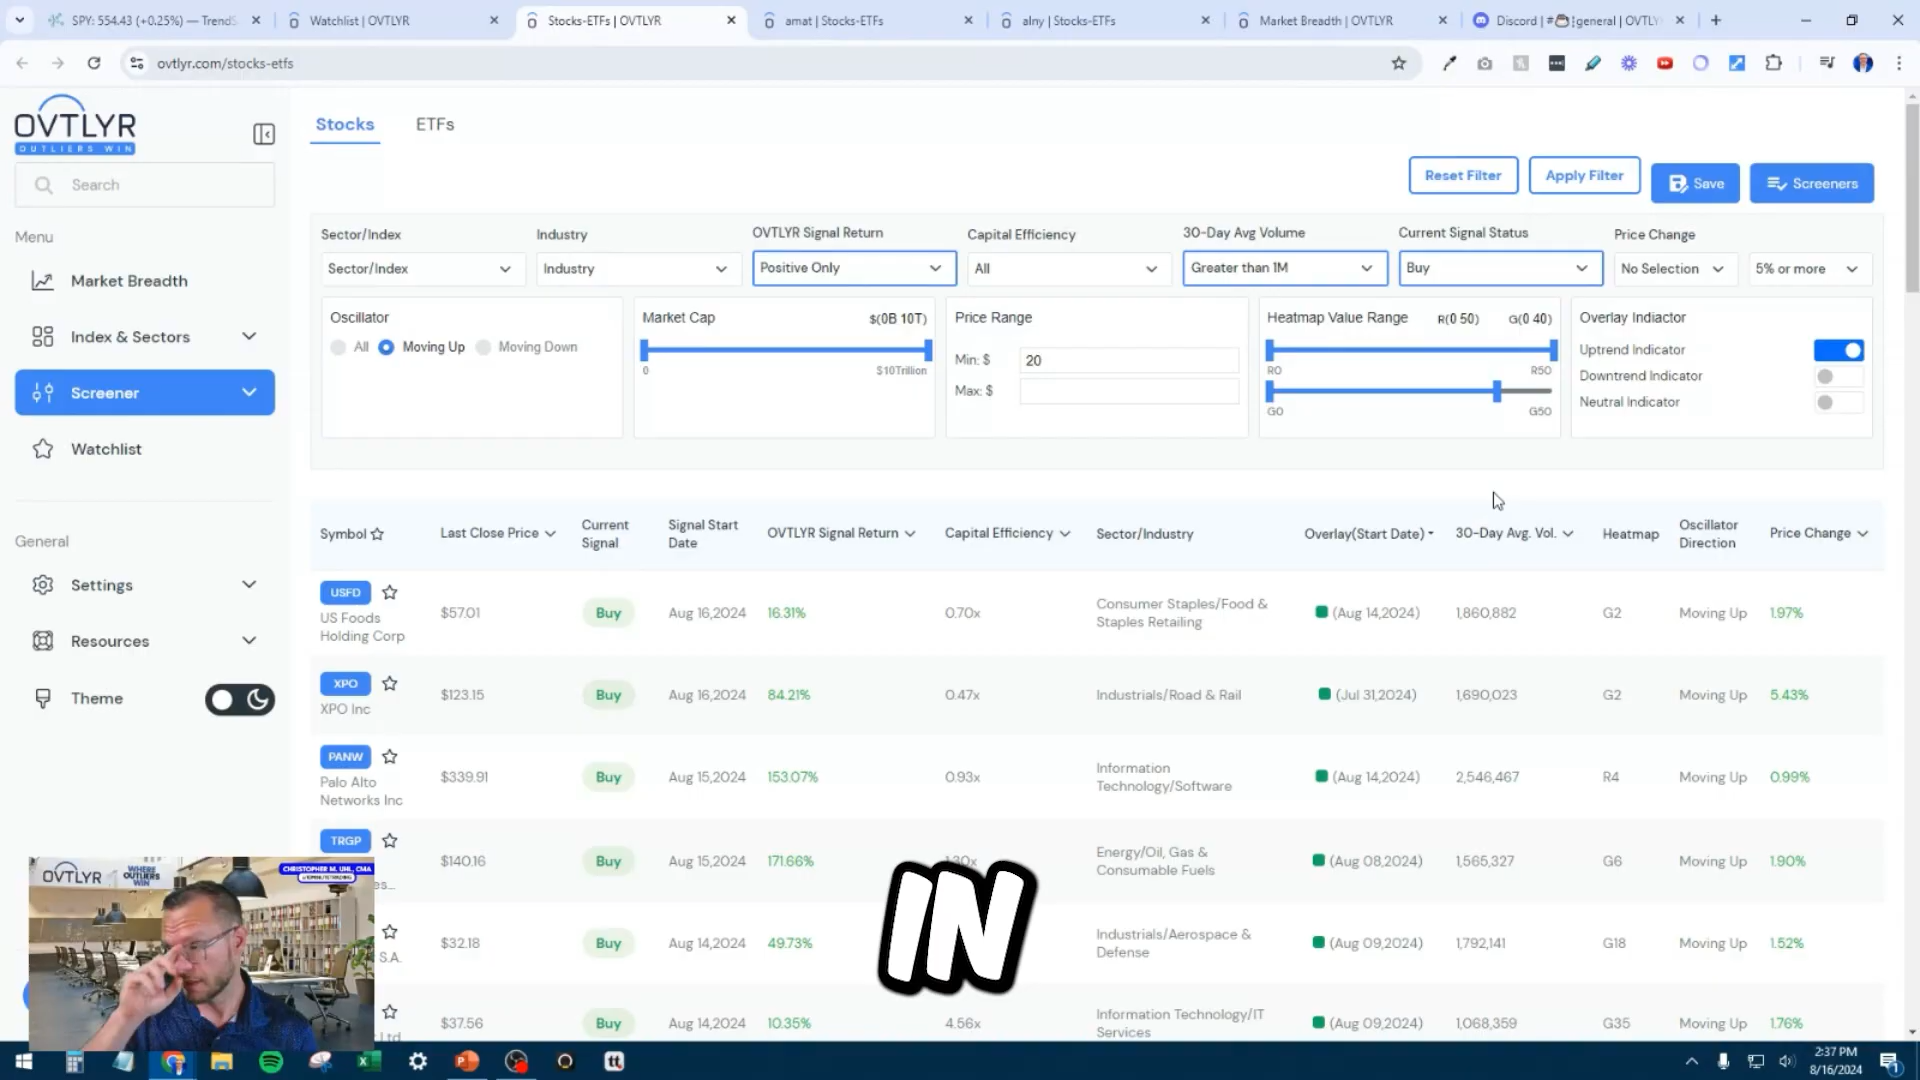 SPY: 554.43 (+0.25%) — TrendS
Watchlist | OVTLYR
Stocks-ETFs | OVTLYR
amat | Stocks-ETFs
alny | Stocks-ETFs
Market Breadth | OVTLYR
Discord | #general | OVTLY
ovtlyr.com/stocks-etfs
OVTLYR
OUTLIERS WIN
Search
Menu
Market Breadth
Index & Sectors
Screener
Watchlist
General
Settings
Resources
Theme
Stocks
ETFs
Reset Filter
Apply Filter
Save
Screeners
Sector/Index
Industry
OVTLYR Signal Return
Capital Efficiency
30-Day Avg Volume
Current Signal Status
Price Change
Sector/Index
Industry
Positive Only
All
Greater than 1M
Buy
No Selection
5% or more
Oscillator
All
Moving Up
Moving Down
Market Cap
$(0B 10T)
0
$10Trillion
Price Range
Min: $
20
Max: $
Heatmap Value Range
R(0 50)
G(0 40)
R0
R50
G0
G50
Overlay Indiactor
Uptrend Indicator
Downtrend Indicator
Neutral Indicator
Symbol
Last Close Price
Current
Signal
Signal Start
Date
OVTLYR Signal Return
Capital Efficiency
Sector/Industry
Overlay(Start Date)
30-Day Avg. Vol.
Heatmap
Oscillator
Direction
Price Change
USFD
US Foods
Holding Corp
$57.01
Buy
Aug 16,2024
16.31%
0.70x
Consumer Staples/Food &
Staples Retailing
(Aug 14,2024)
1,860,882
G2
Moving Up
1.97%
XPO
XPO Inc
$123.15
Buy
Aug 16,2024
84.21%
0.47x
Industrials/Road & Rail
(Jul 31,2024)
1,690,023
G2
Moving Up
5.43%
PANW
Palo Alto
Networks Inc
$339.91
Buy
Aug 15,2024
153.07%
0.93x
Information
Technology/Software
(Aug 14,2024)
2,546,467
R4
Moving Up
0.99%
TRGP
es...
$140.16
Buy
Aug 15,2024
171.66%
1.30x
Energy/Oil, Gas &
Consumable Fuels
(Aug 08,2024)
1,565,327
G6
Moving Up
1.90%
S.A.
$32.18
Buy
Aug 14,2024
49.73%
Industrials/Aerospace &
Defense
(Aug 09,2024)
1,792,141
G18
Moving Up
1.52%
Ltd
$37.56
Buy
Aug 14,2024
10.35%
4.56x
Information Technology/IT
Services
(Aug 09,2024)
1,068,359
G35
Moving Up
1.76%
IN
OVTLYR
WHERE
OUTLIERS
WIN
CHRISTOPHER M. UHL, CMA
2:37 PM
8/16/2024